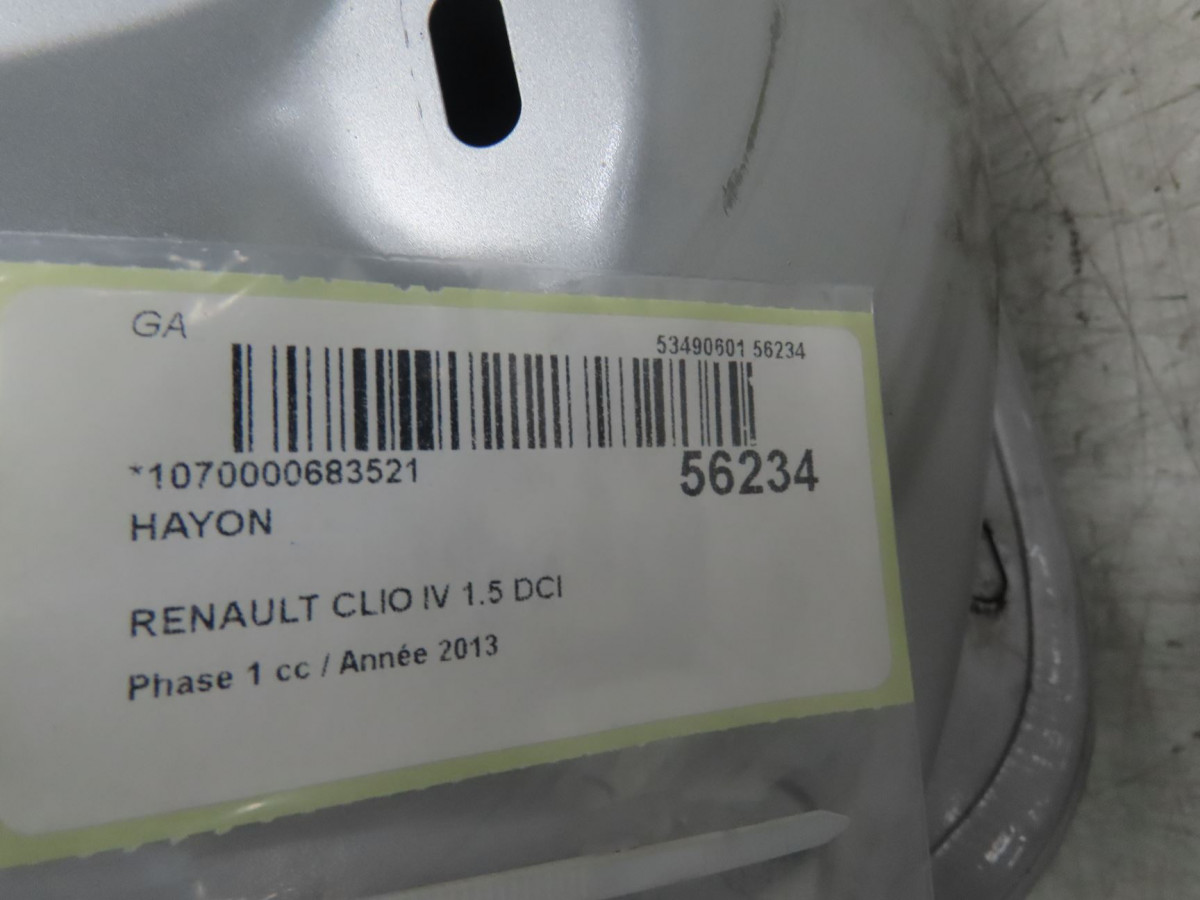 GA
53490601 56234
*1070000683521
56234
HAYON
RENAULT CLIO IV 1.5 DCI
Phase 1 cc / Année 2013